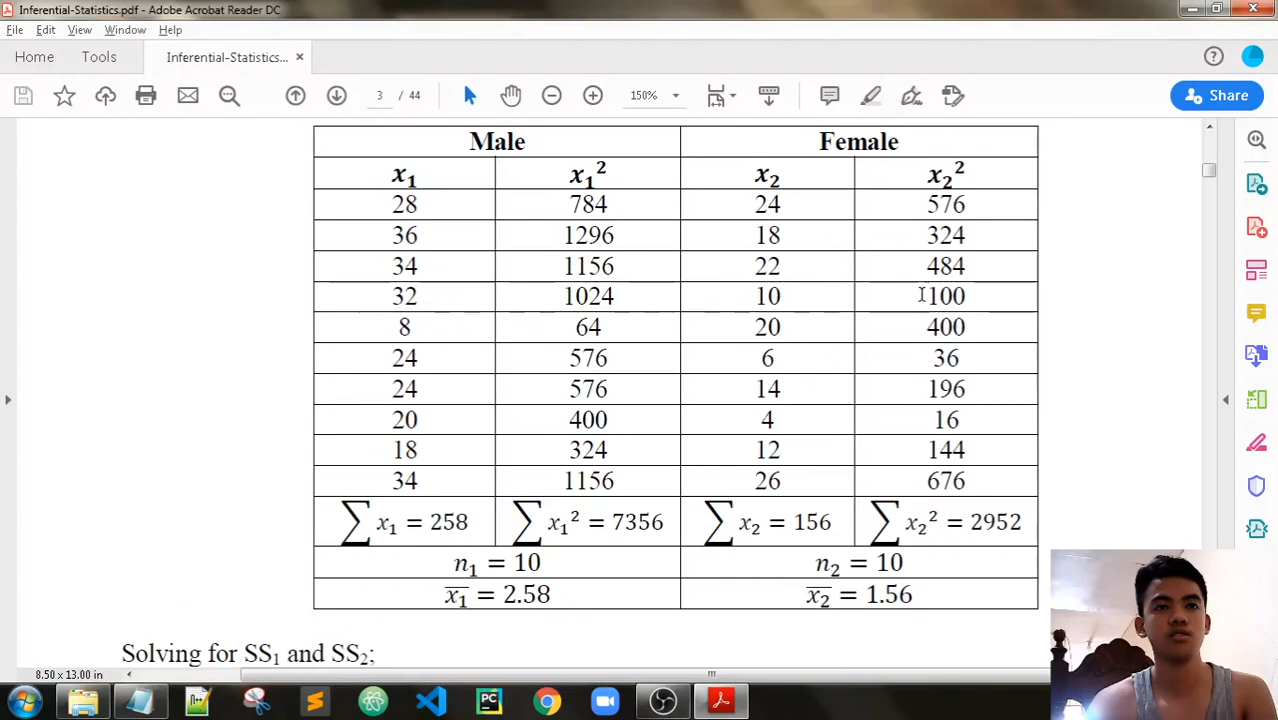 Inferential-Statistics.pdf - Adobe Acrobat Reader DC
File Edit View Window Help
Home Tools Inferential-Statistics... ×
3 / 44 150% Share
Male Female
x₁ x₁² x₂ x₂²
28 784 24 576
36 1296 18 324
34 1156 22 484
32 1024 10 100
8 64 20 400
24 576 6 36
24 576 14 196
20 400 4 16
18 324 12 144
34 1156 26 676
∑ x₁ = 258 ∑ x₁² = 7356 ∑ x₂ = 156 ∑ x₂² = 2952
n₁ = 10 n₂ = 10
x̄₁ = 2.58 x̄₂ = 1.56
Solving for SS₁ and SS₂;
8.50 x 13.00 in